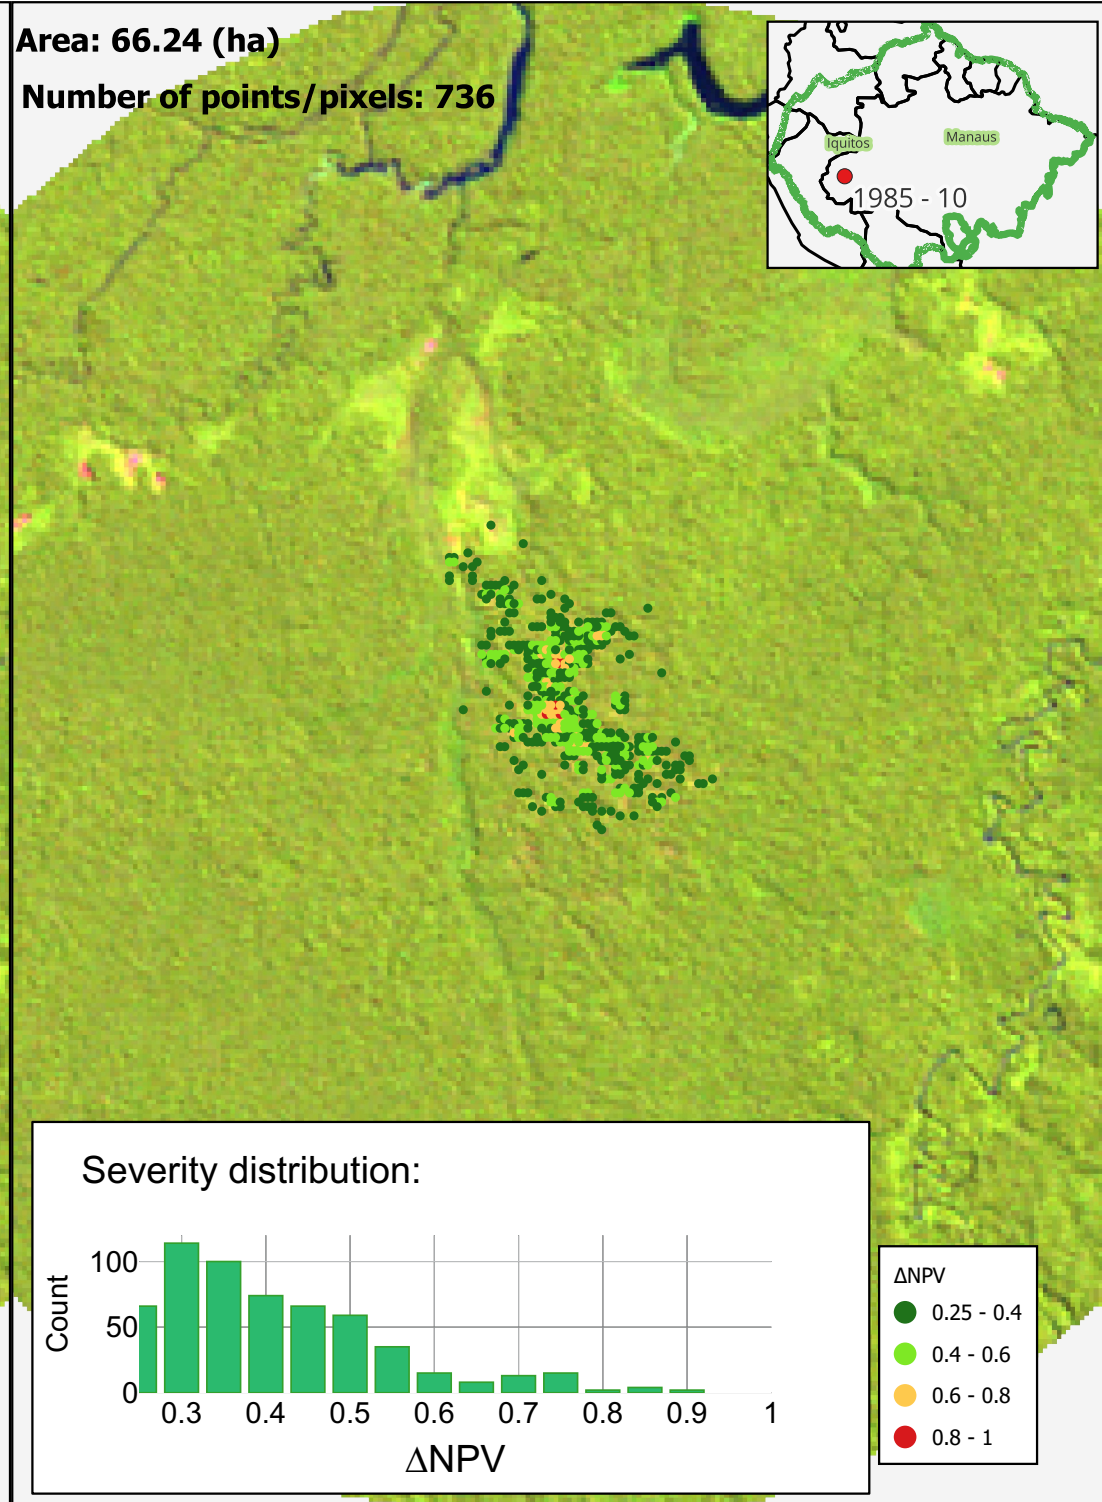 Area: 66.24 (ha)
Number of points/pixels: 736
Iquitos
Manaus
1985 - 10
Severity distribution:
Count
100
50
0
0.3 0.4 0.5 0.6 0.7 0.8 0.9 1
ΔNPV
ΔNPV
0.25 - 0.4
0.4 - 0.6
0.6 - 0.8
0.8 - 1